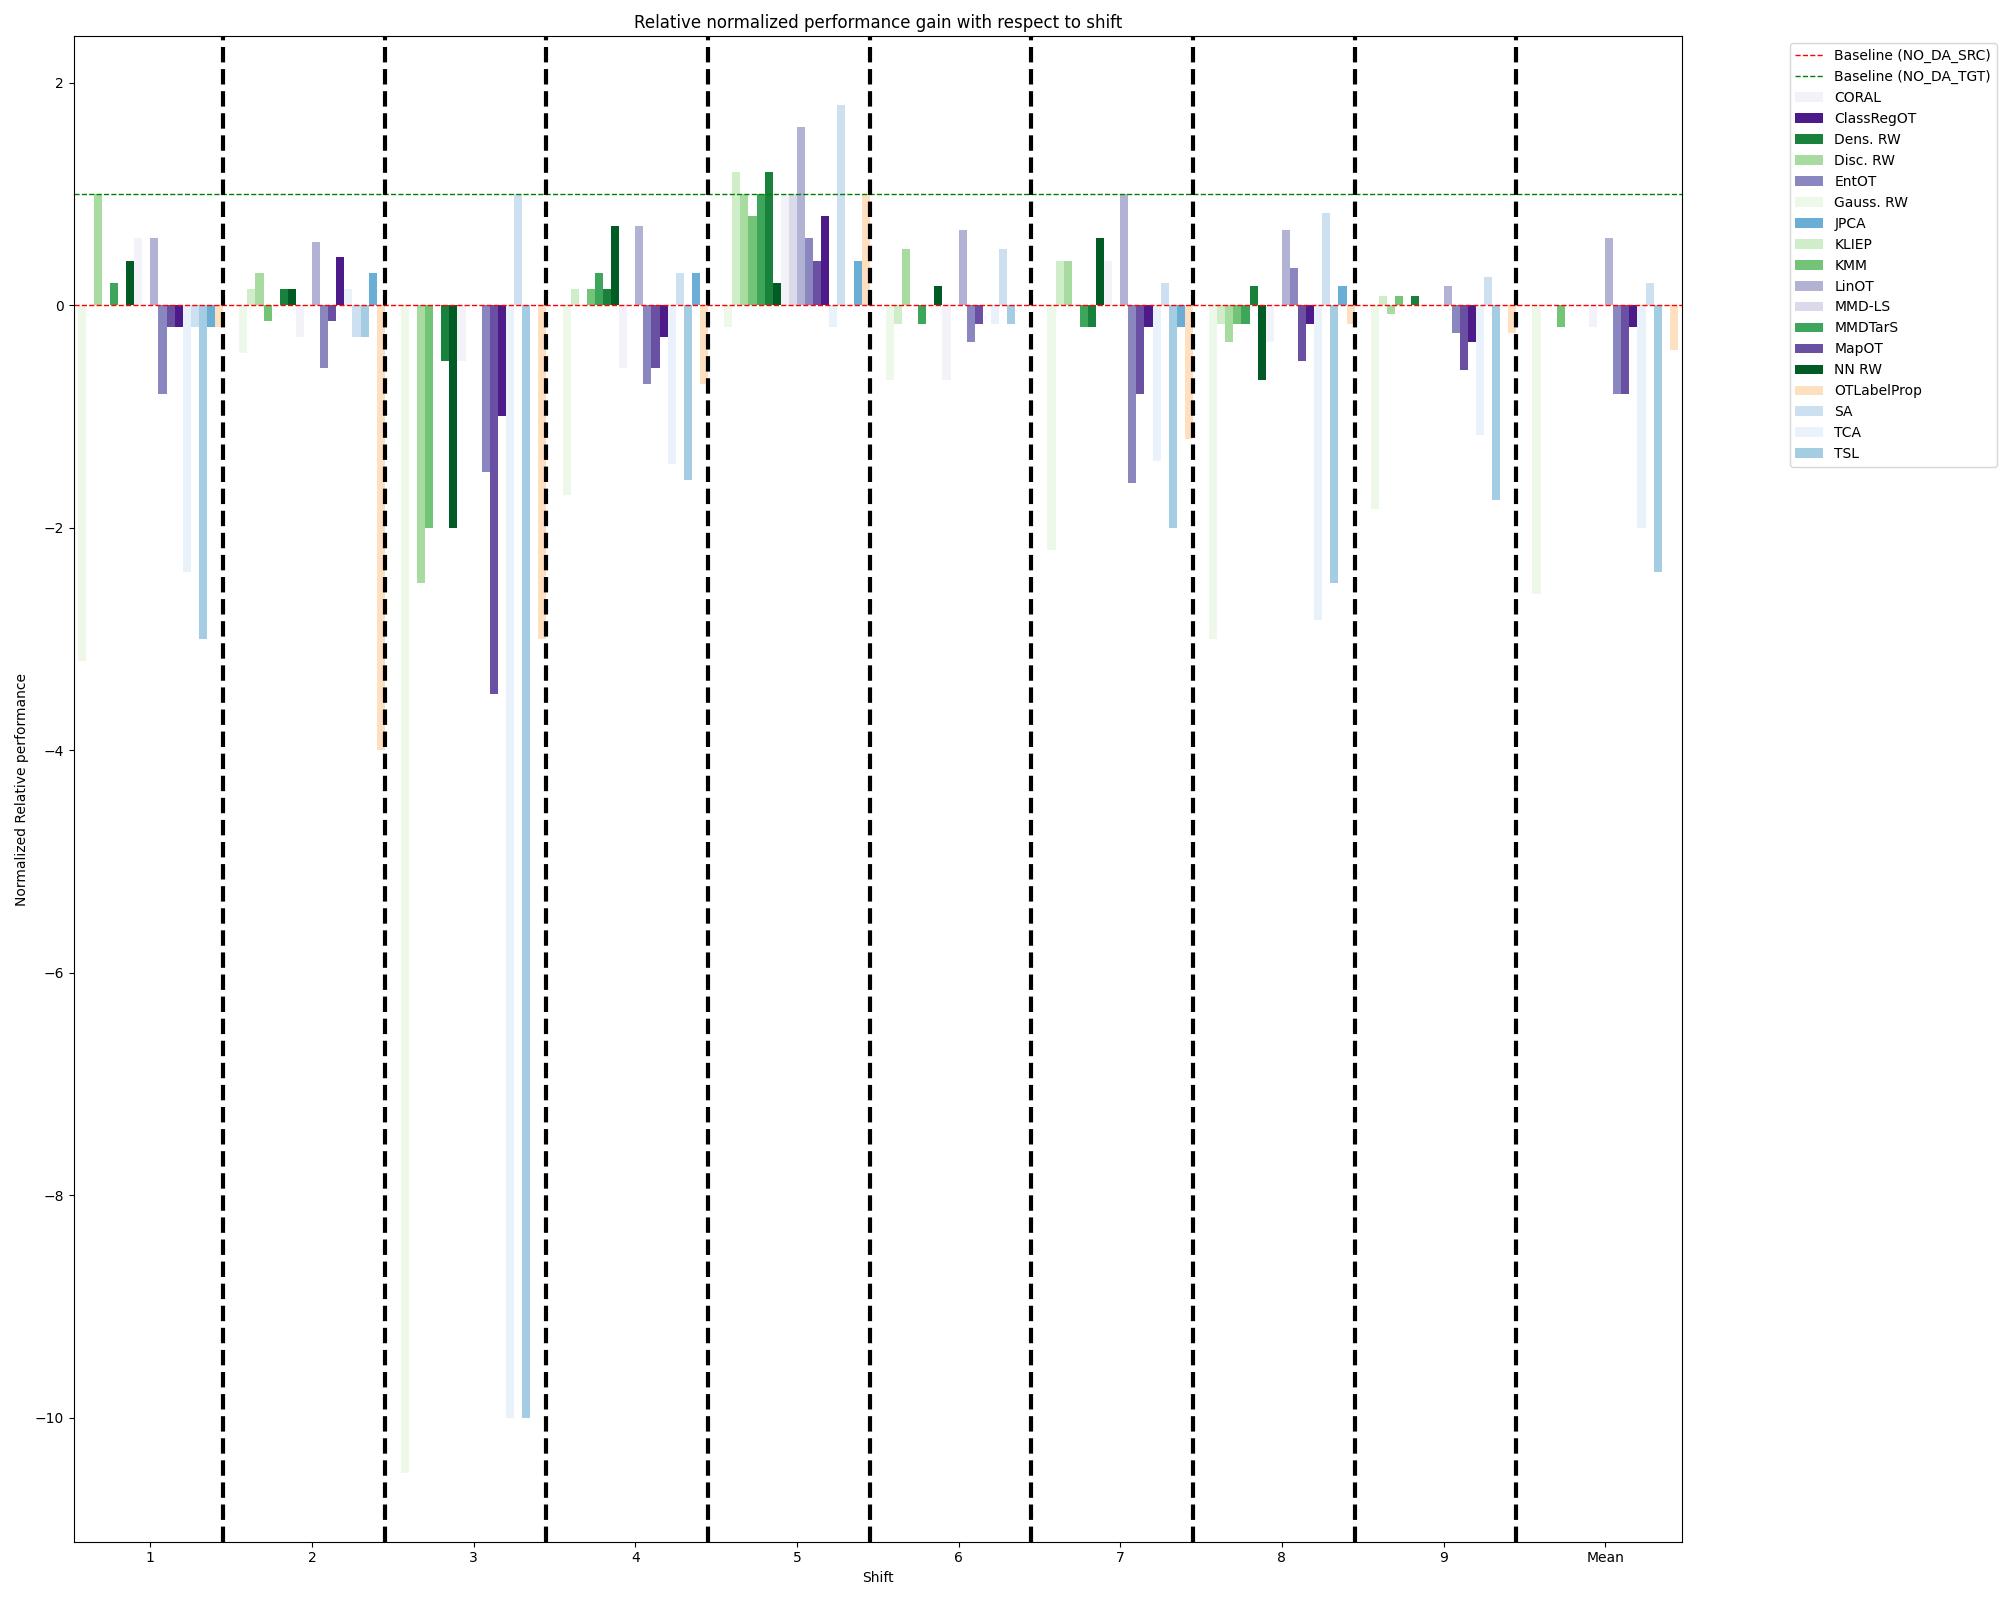 Relative normalized performance gain with respect to shift
Normalized Relative performance
2
0
−2
−4
−6
−8
−10
1 2 3 4 5 6 7 8 9 Mean
Shift
Baseline (NO_DA_SRC)
Baseline (NO_DA_TGT)
CORAL
ClassRegOT
Dens. RW
Disc. RW
EntOT
Gauss. RW
JPCA
KLIEP
KMM
LinOT
MMD-LS
MMDTarS
MapOT
NN RW
OTLabelProp
SA
TCA
TSL